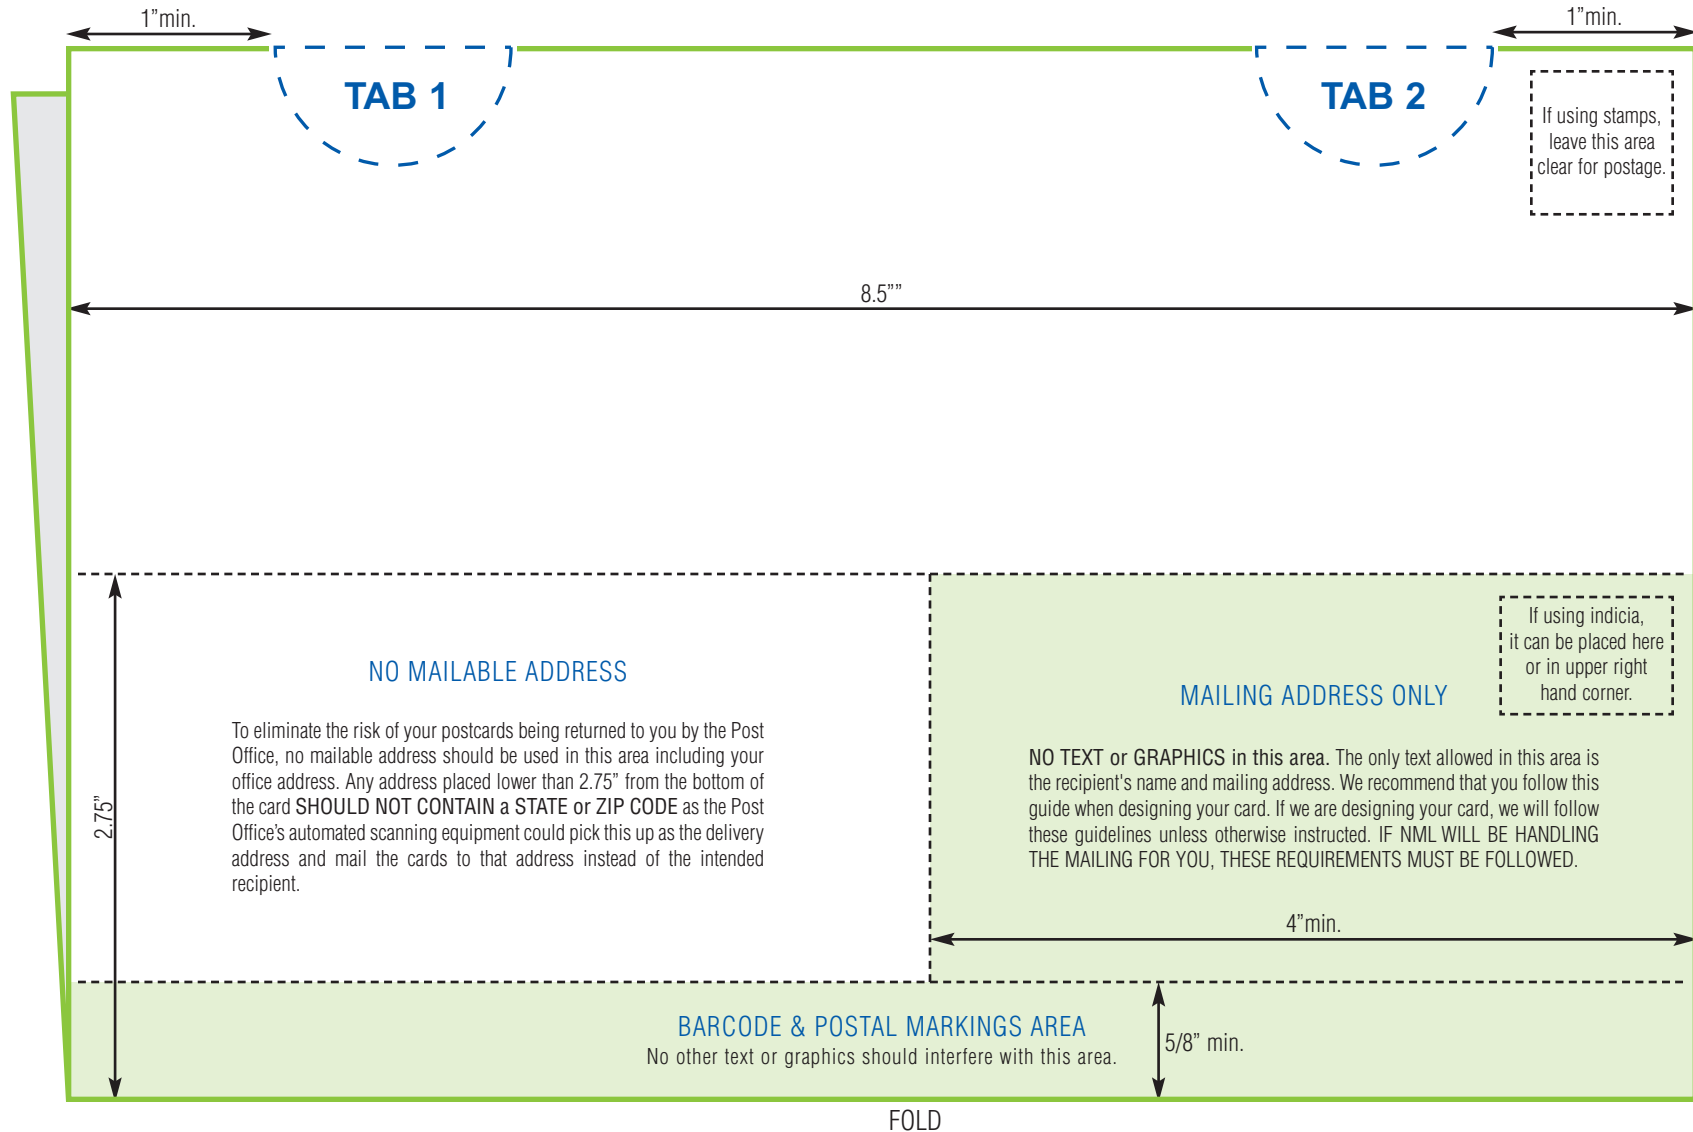 1”min.
1”min.
TAB 1
TAB 2
If using stamps,
leave this area
clear for postage.
8.5””
If using indicia,
it can be placed here
or in upper right
hand corner.
NO MAILABLE ADDRESS
To eliminate the risk of your postcards being returned to you by the Post
Office, no mailable address should be used in this area including your
office address. Any address placed lower than 2.75” from the bottom of
the card SHOULD NOT CONTAIN a STATE or ZIP CODE as the Post
Office’s automated scanning equipment could pick this up as the delivery
address and mail the cards to that address instead of the intended
recipient.
2.75”
MAILING ADDRESS ONLY
NO TEXT or GRAPHICS in this area. The only text allowed in this area is
the recipient's name and mailing address. We recommend that you follow this
guide when designing your card. If we are designing your card, we will follow
these guidelines unless otherwise instructed. IF NML WILL BE HANDLING
THE MAILING FOR YOU, THESE REQUIREMENTS MUST BE FOLLOWED.
4”min.
BARCODE & POSTAL MARKINGS AREA
No other text or graphics should interfere with this area.
5/8” min.
FOLD